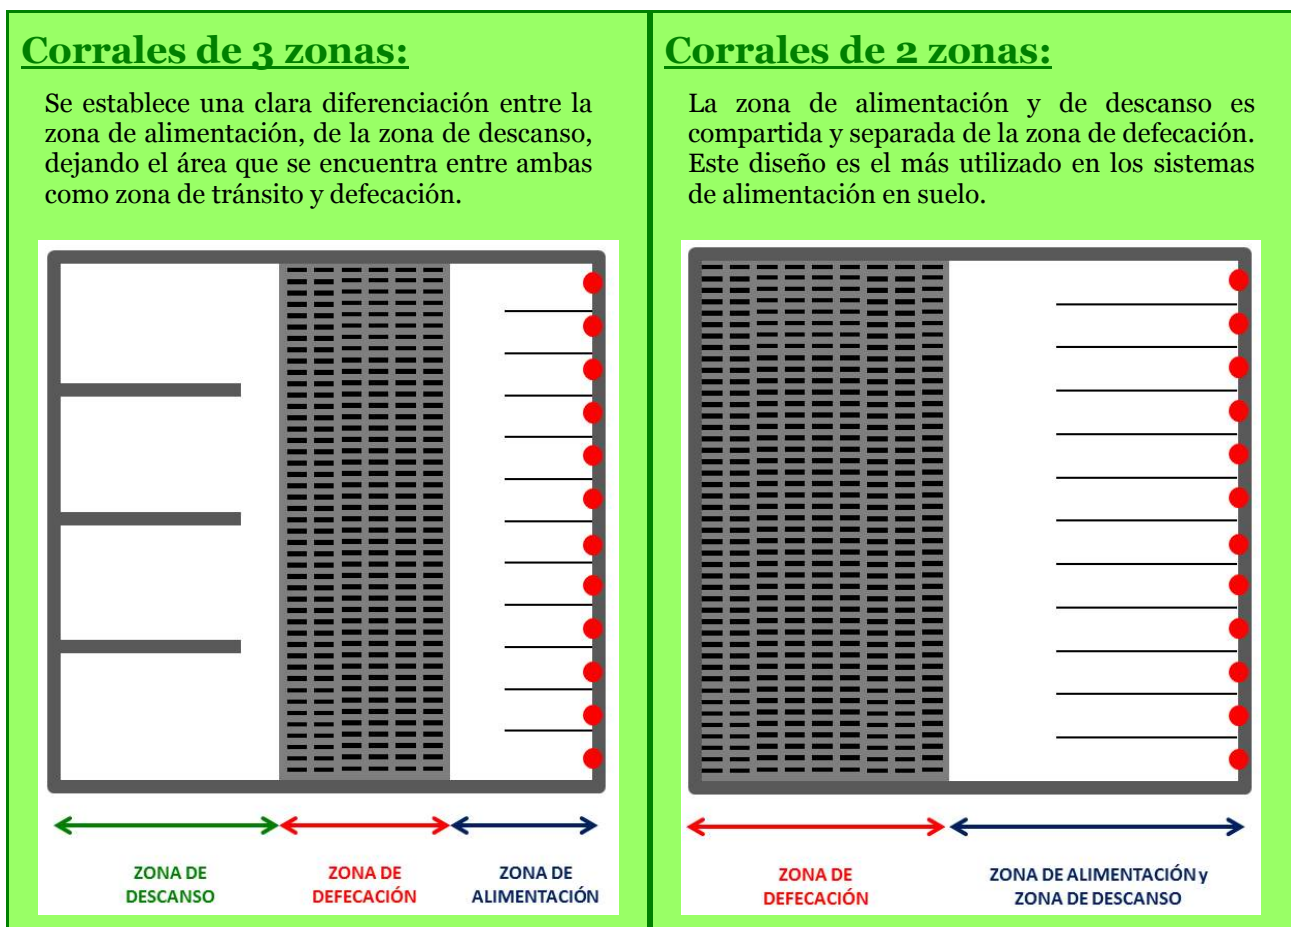 Corrales de 3 zonas:
Se establece una clara diferenciación entre la
zona de alimentación, de la zona de descanso,
dejando el área que se encuentra entre ambas
como zona de tránsito y defecación.
ZONA DE
DESCANSO
ZONA DE
DEFECACIÓN
ZONA DE
ALIMENTACIÓN
Corrales de 2 zonas:
La zona de alimentación y de descanso es
compartida y separada de la zona de defecación.
Este diseño es el más utilizado en los sistemas
de alimentación en suelo.
ZONA DE
DEFECACIÓN
ZONA DE ALIMENTACIÓN y
ZONA DE DESCANSO